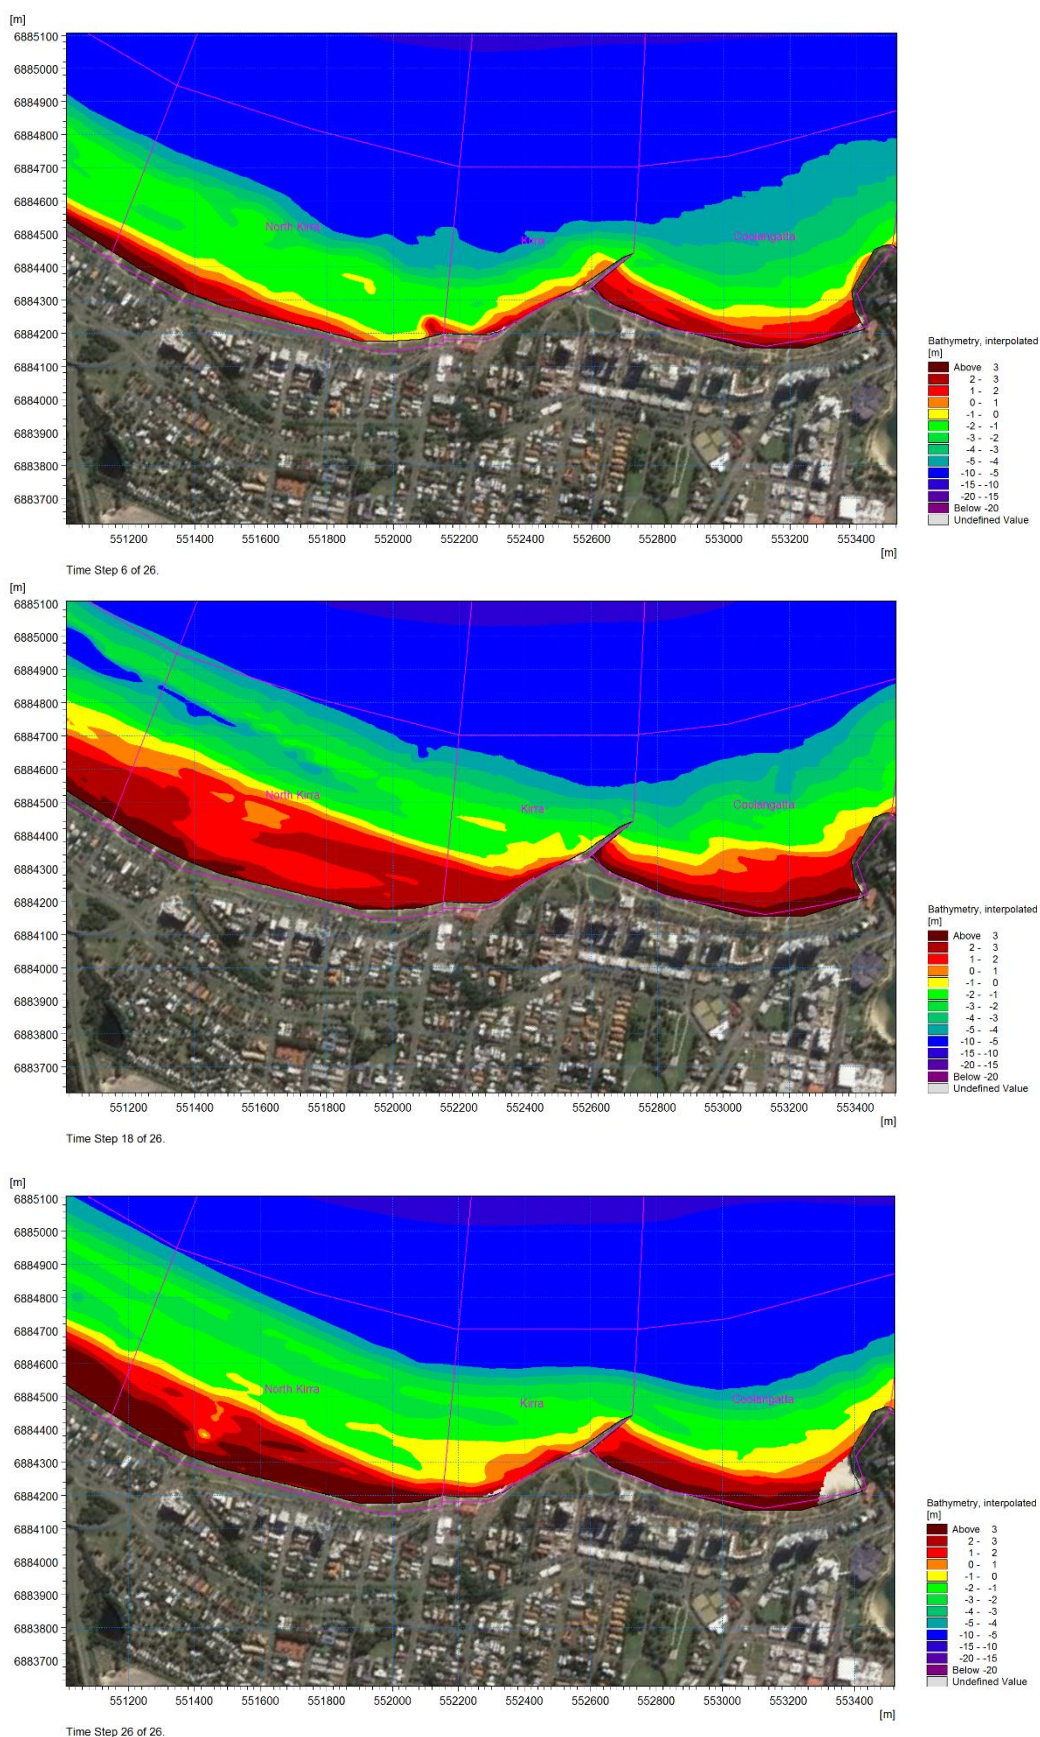 [m]
6885100
6885000
6884900
6884800
6884700
6884600
6884500
6884400
6884300
6884200
6884100
6884000
6883900
6883800
6883700
North Kirra
Kirra
Coolangatta
551200 551400 551600 551800 552000 552200 552400 552600 552800 553000 553200 553400
[m]
Time Step 6 of 26.
Bathymetry, interpolated
[m]
Above 3
2 - 3
1 - 2
0 - 1
-1 - 0
-2 - -1
-3 - -2
-4 - -3
-5 - -4
-10 - -5
-15 - -10
-20 - -15
Below -20
Undefined Value
[m]
6885100
6885000
6884900
6884800
6884700
6884600
6884500
6884400
6884300
6884200
6884100
6884000
6883900
6883800
6883700
North Kirra
Kirra
Coolangatta
551200 551400 551600 551800 552000 552200 552400 552600 552800 553000 553200 553400
[m]
Time Step 18 of 26.
Bathymetry, interpolated
[m]
Above 3
2 - 3
1 - 2
0 - 1
-1 - 0
-2 - -1
-3 - -2
-4 - -3
-5 - -4
-10 - -5
-15 - -10
-20 - -15
Below -20
Undefined Value
[m]
6885100
6885000
6884900
6884800
6884700
6884600
6884500
6884400
6884300
6884200
6884100
6884000
6883900
6883800
6883700
North Kirra
Kirra
Coolangatta
551200 551400 551600 551800 552000 552200 552400 552600 552800 553000 553200 553400
[m]
Time Step 26 of 26.
Bathymetry, interpolated
[m]
Above 3
2 - 3
1 - 2
0 - 1
-1 - 0
-2 - -1
-3 - -2
-4 - -3
-5 - -4
-10 - -5
-15 - -10
-20 - -15
Below -20
Undefined Value